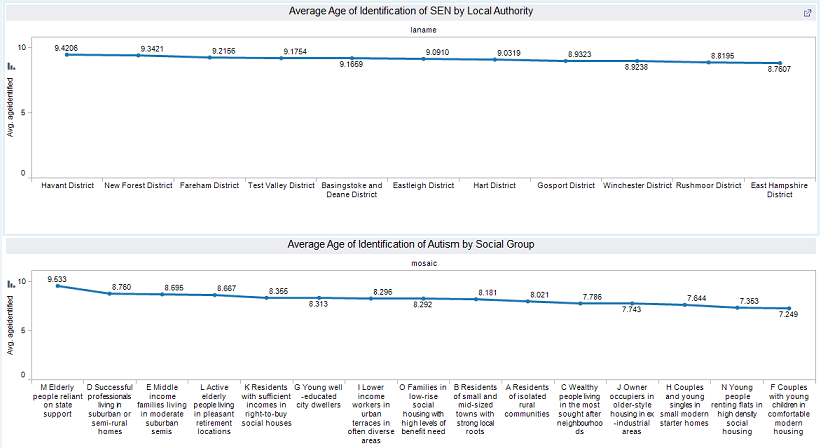 Average Age of Identification of SEN by Local Authority
laname
10
5
0
Avg. ageidentified
9.4206
9.3421
9.2156
9.1754
9.1659
9.0910
9.0319
8.9323
8.9238
8.8195
8.7607
Havant District
New Forest District
Fareham District
Test Valley District
Basingstoke and
Deane District
Eastleigh District
Hart District
Gosport District
Winchester District
Rushmoor District
East Hampshire
District
Average Age of Identification of Autism by Social Group
mosaic
10
5
0
Avg. ageidentified
9.533
8.760
8.695
8.667
8.355
8.313
8.296
8.292
8.181
8.021
7.786
7.743
7.644
7.353
7.249
M Elderly
people reliant
on state
support
D Successful
professionals
living in
suburban or
semi-rural
homes
E Middle
income
families living
in moderate
suburban
semis
L Active
elderly
people living
in pleasant
retirement
locations
K Residents
with sufficient
incomes in
right-to-buy
social houses
G Young well
-educated
city dwellers
I Lower
income
workers in
urban
terraces in
often diverse
areas
O Families in
low-rise
social
housing with
high levels of
benefit need
B Residents
of small and
mid-sized
towns with
strong local
roots
A Residents
of isolated
rural
communities
C Wealthy
people living
in the most
sought after
neighbourhoo
ds
J Owner
occupiers in
older-style
housing in ex
-industrial
areas
H Couples
and young
singles in
small modern
starter homes
N Young
people
renting flats in
high density
social
housing
F Couples
with young
children in
comfortable
modern
housing